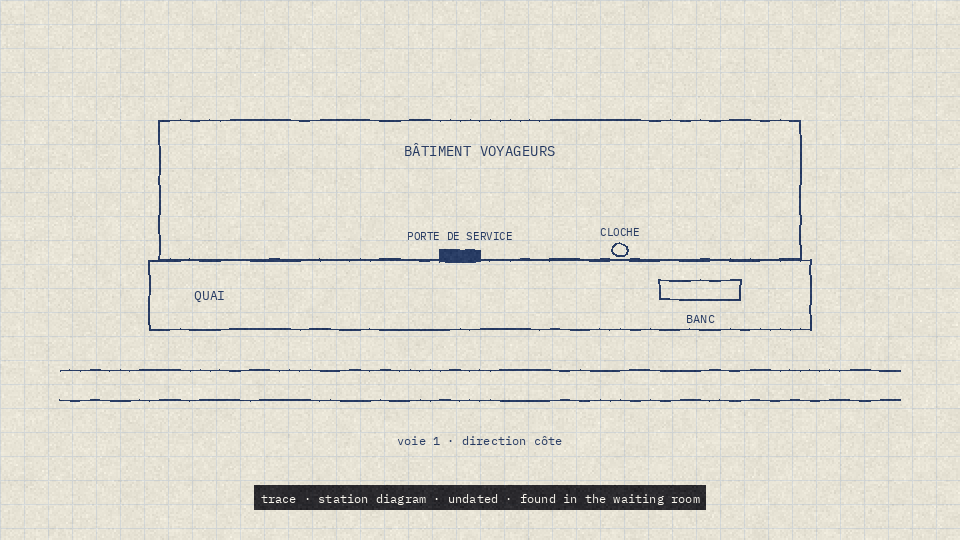 BÂTIMENT VOYAGEURS
PORTE DE SERVICE
CLOCHE
QUAI
BANC
voie 1 · direction côte
trace · station diagram · undated · found in the waiting room